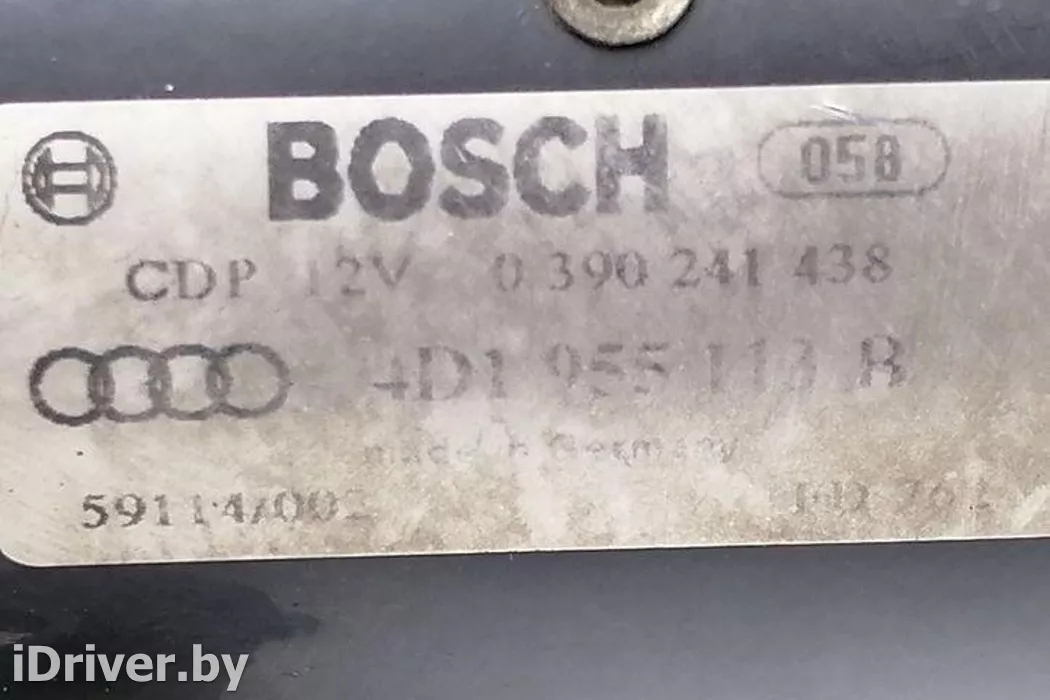 BOSCH 058
CDP 12V 0 390 241 438
4D1 955 113 B
made in Germany
iDriver.by